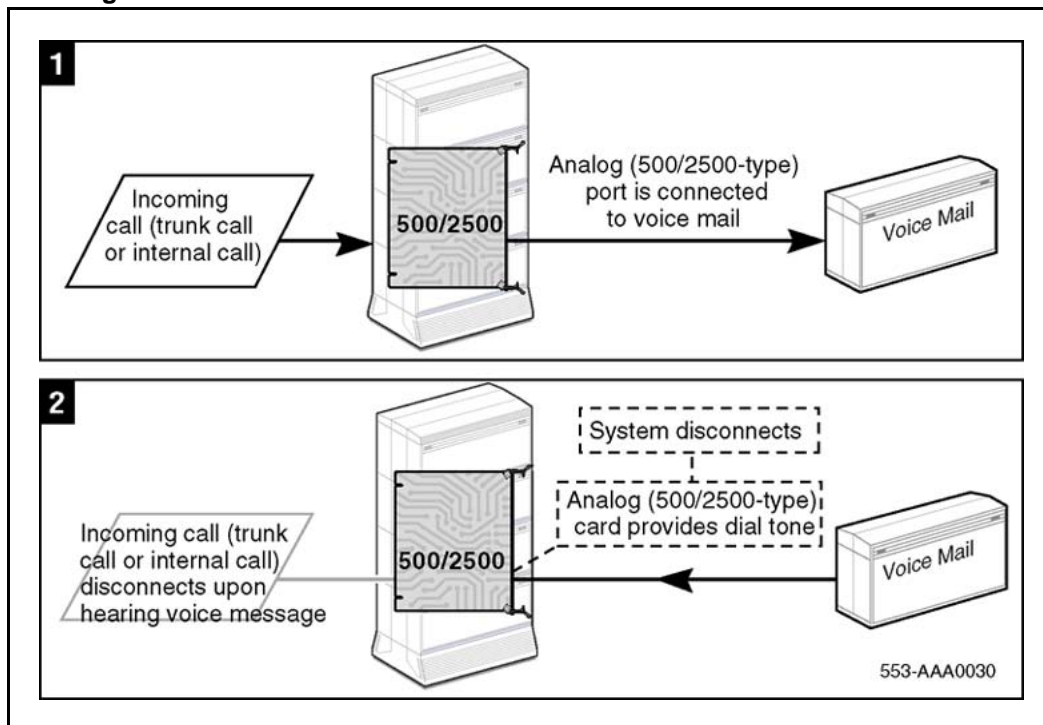 1
Incoming
call (trunk call
or internal call)
500/2500
Analog (500/2500-type)
port is connected
to voice mail
Voice Mail
2
Incoming call (trunk
call or internal call)
disconnects upon
hearing voice message
500/2500
System disconnects
Analog (500/2500-type)
card provides dial tone
Voice Mail
553-AAA0030